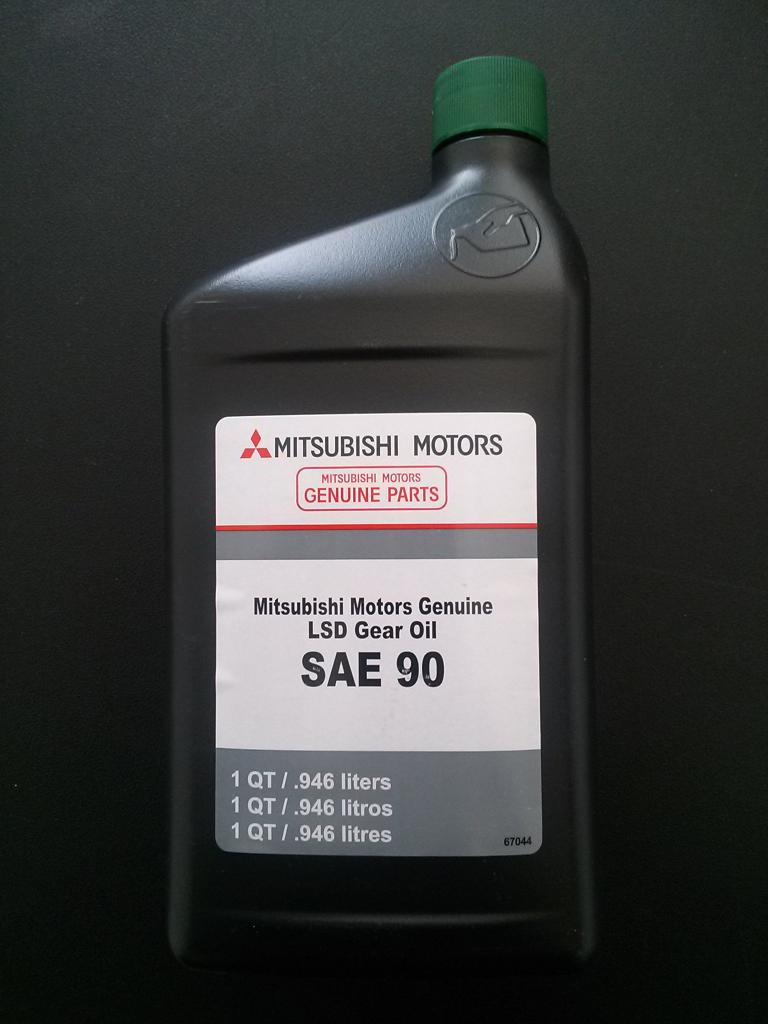 MITSUBISHI MOTORS
MITSUBISHI MOTORS
GENUINE PARTS
Mitsubishi Motors Genuine
LSD Gear Oil
SAE 90
1 QT / .946 liters
1 QT / .946 litros
1 QT / .946 litres
67044